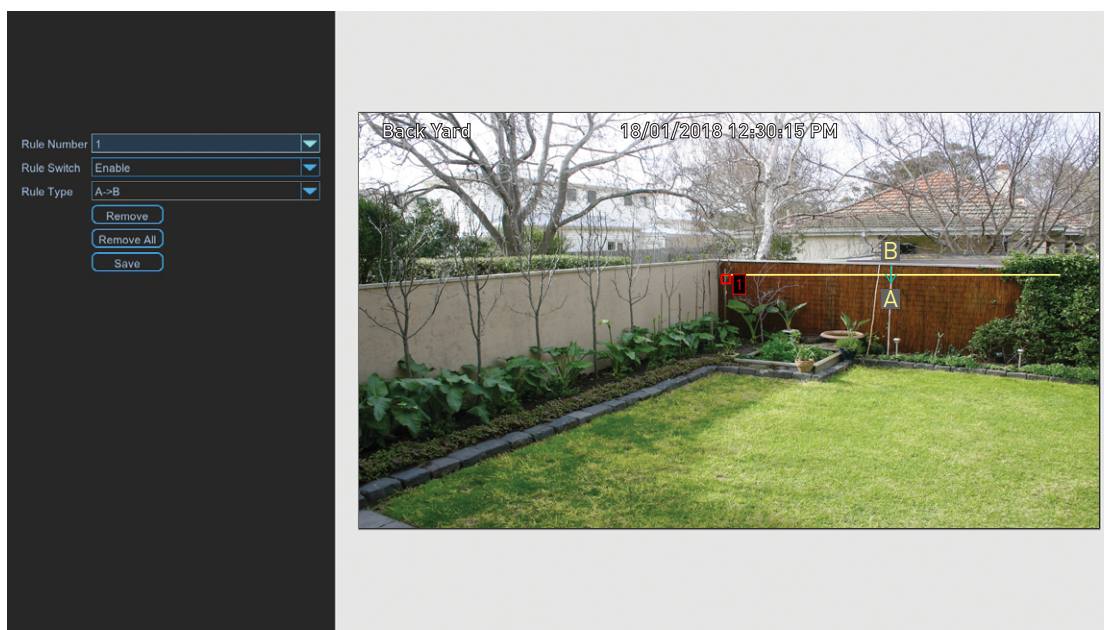 Rule Number 1
Rule Switch Enable
Rule Type A->B
Remove
Remove All
Save
Back Yard 18/01/2018 12:30:15 PM
B
1
A